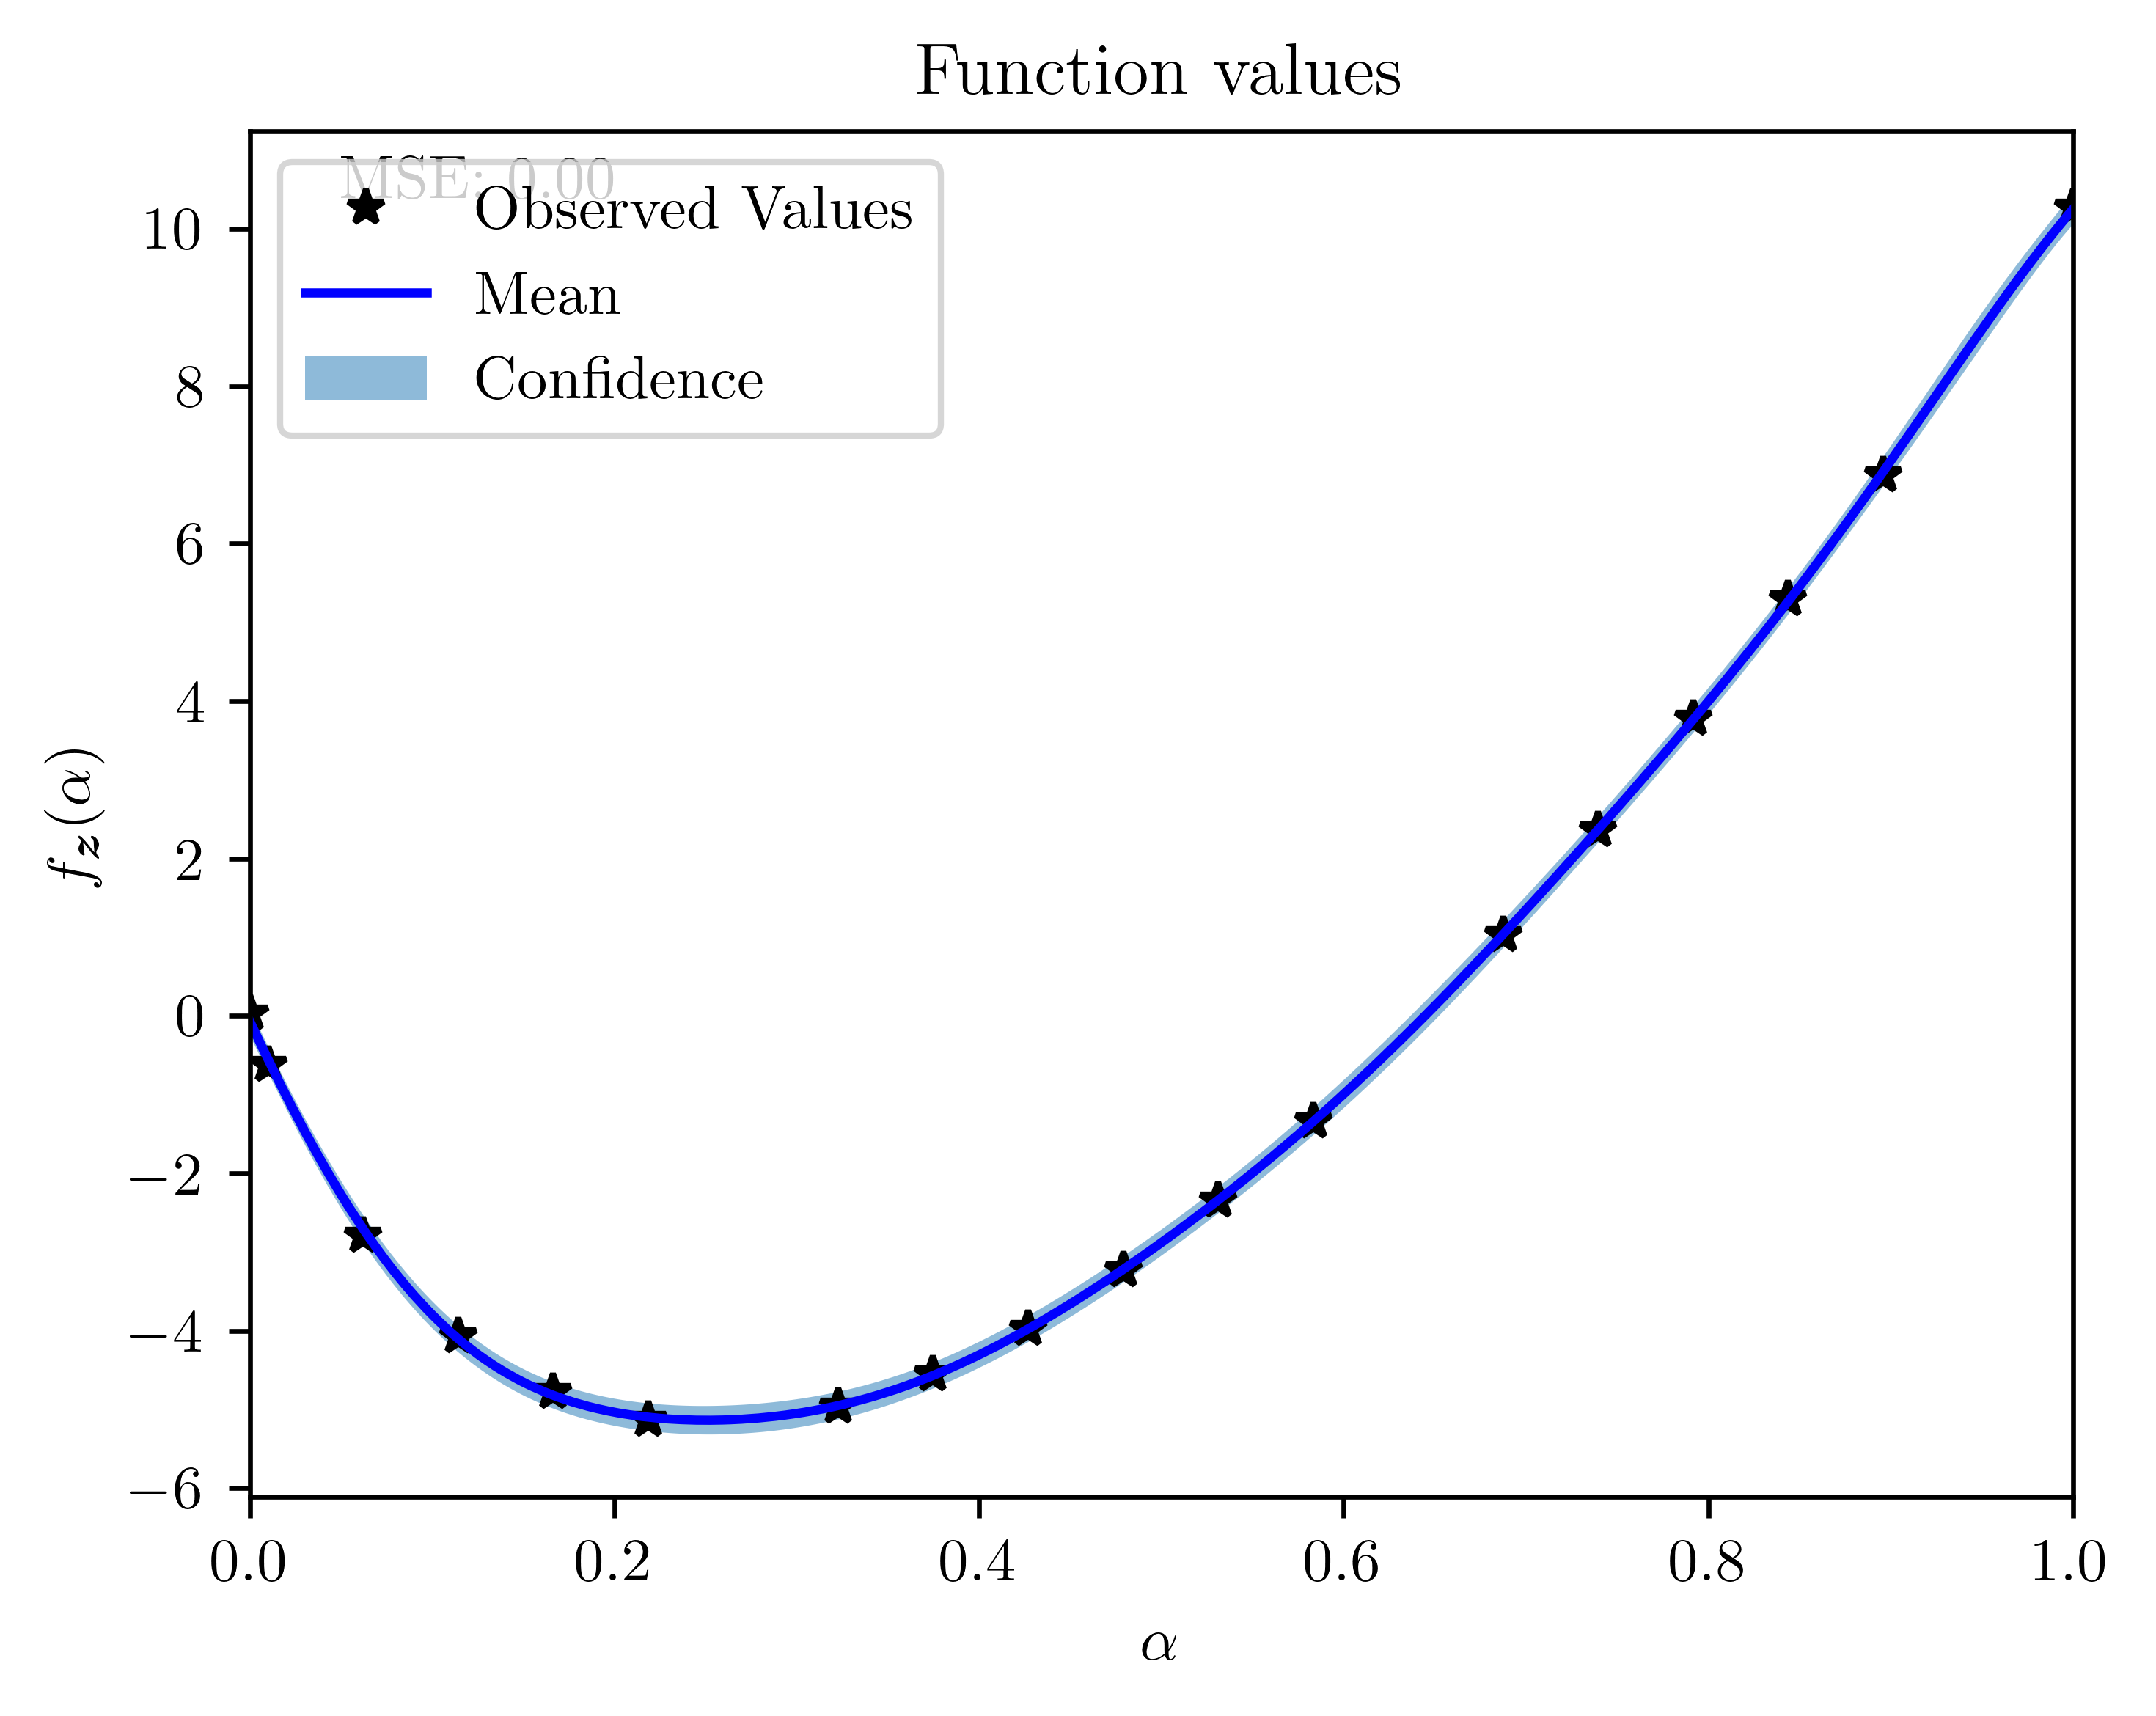 Function values
MSE: 0.00
Observed Values
Mean
Confidence
10
8
6
4
2
0
−2
−4
−6
f_z(α)
0.0 0.2 0.4 0.6 0.8 1.0
α